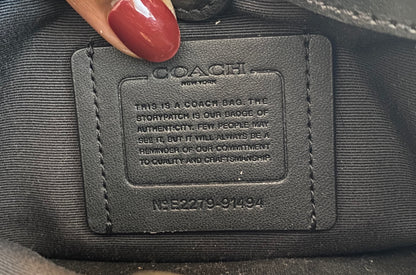 COACH
NEW YORK
THIS IS A COACH BAG. THE
STORYPATCH IS OUR BADGE OF
AUTHENTICITY. FEW PEOPLE MAY
SEE IT, BUT IT WILL ALWAYS BE A
REMINDER OF OUR COMMITMENT
TO QUALITY AND CRAFTSMANSHIP.
Nº E2279-91494